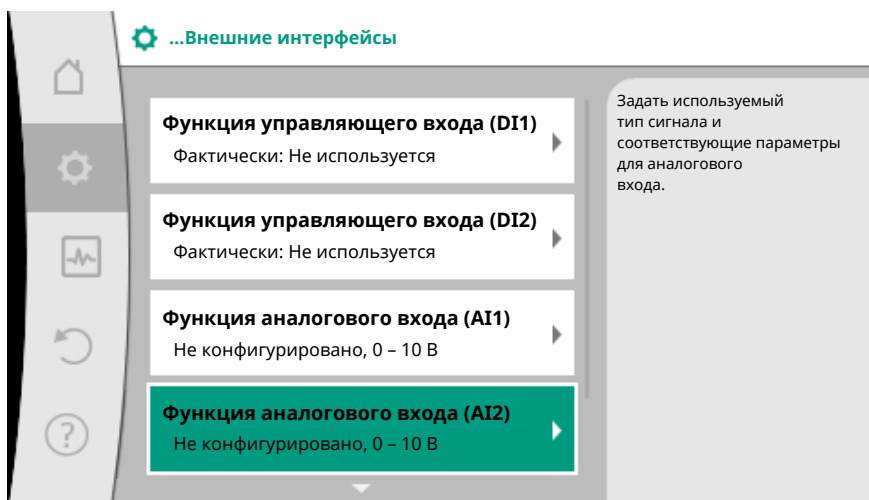 ...Внешние интерфейсы
Функция управляющего входа (DI1)
Фактически: Не используется
Функция управляющего входа (DI2)
Фактически: Не используется
Функция аналогового входа (AI1)
Не конфигурировано, 0 – 10 В
Функция аналогового входа (AI2)
Не конфигурировано, 0 – 10 В
Задать используемый
тип сигнала и
соответствующие параметры
для аналогового
входа.
?